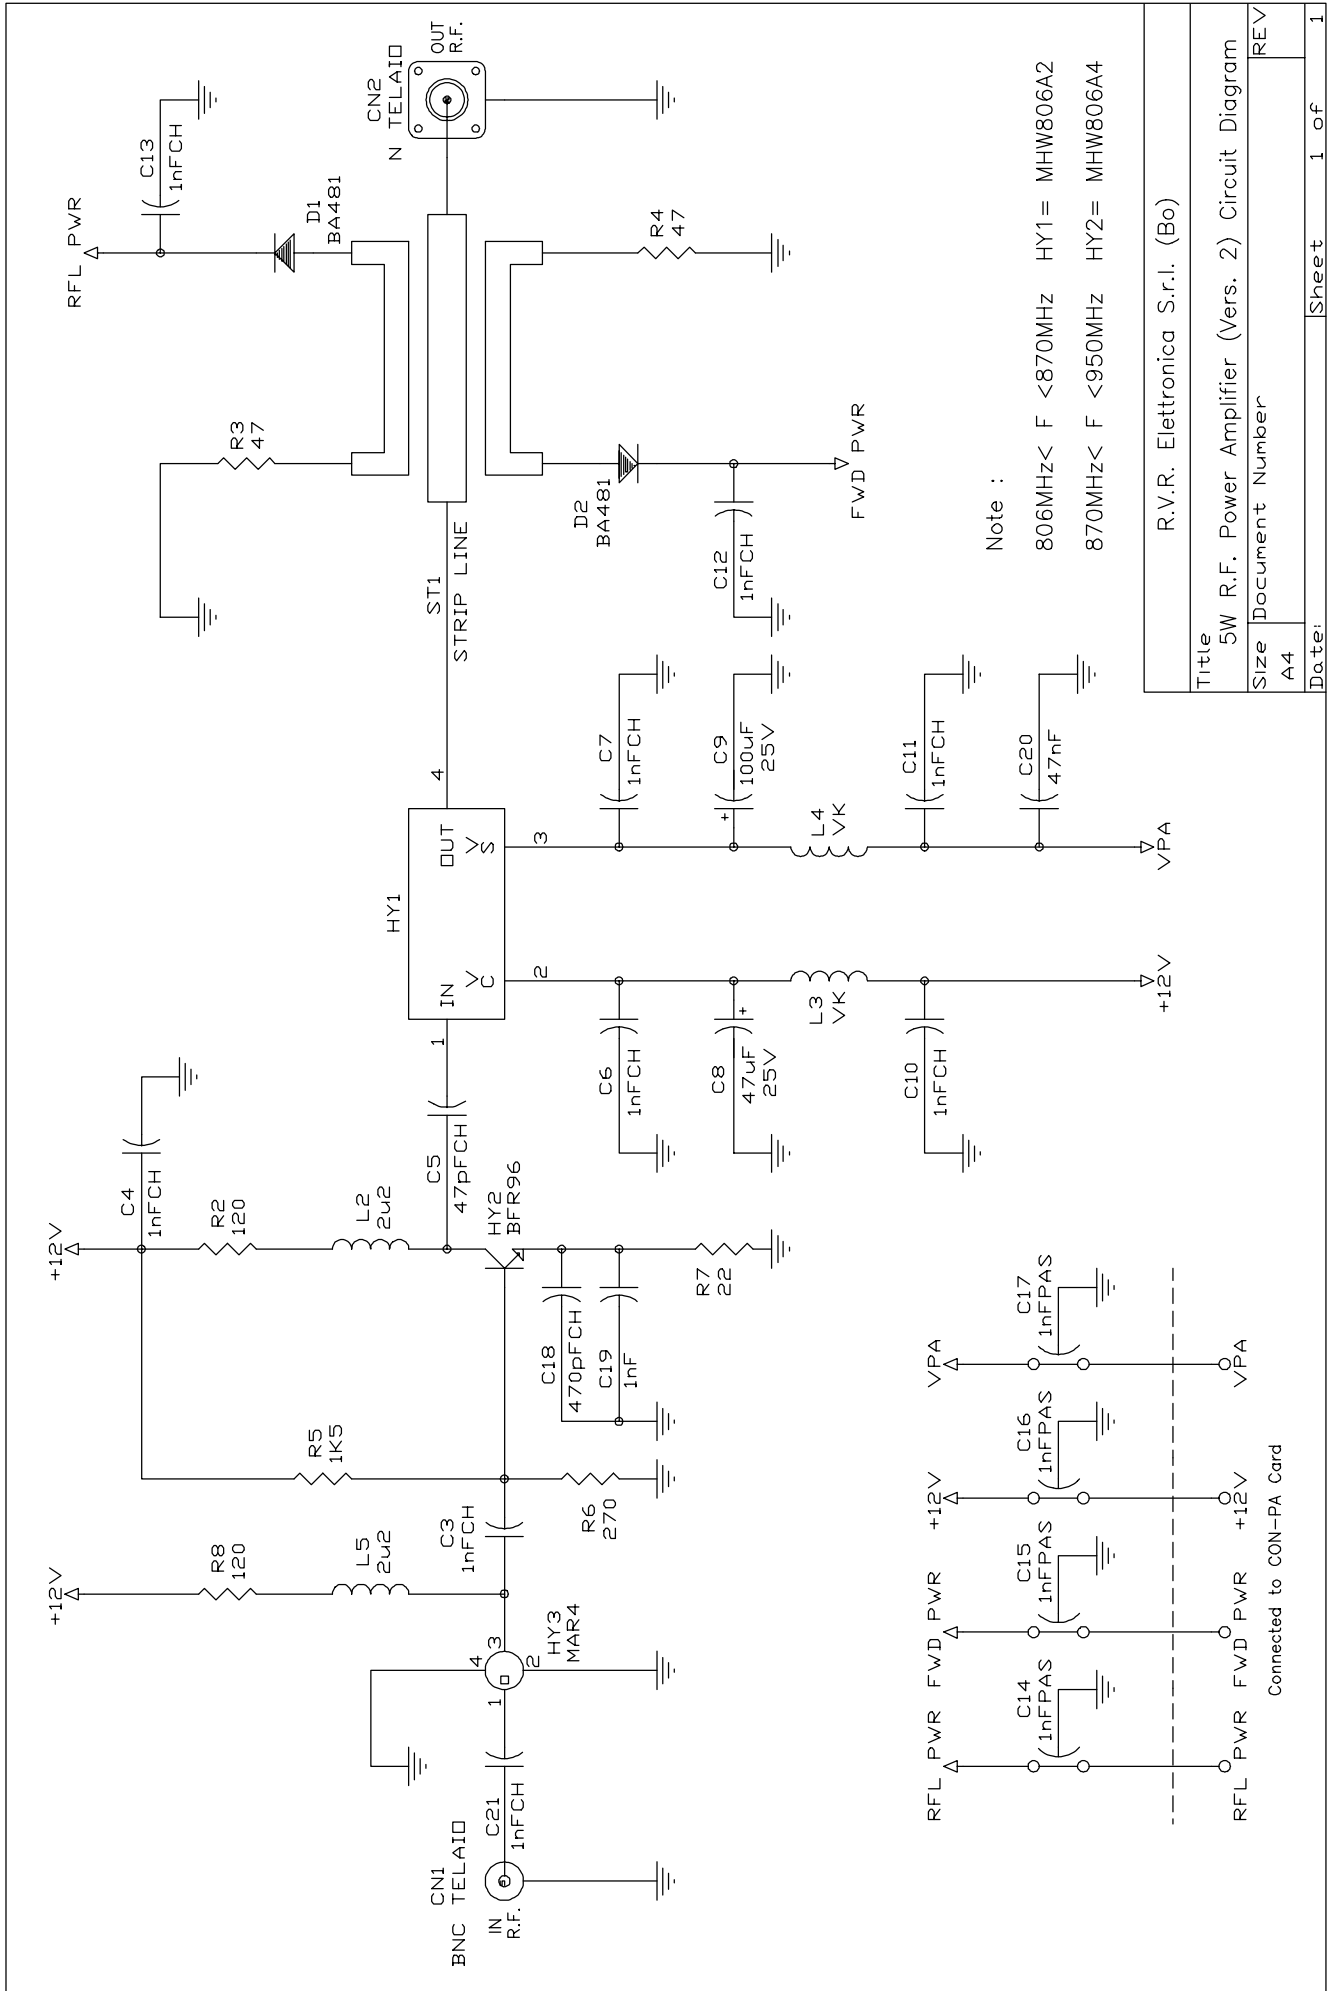 BNC
CN1
TELAIO
IN
R.F.
C21
1nFCH
1
4
3
2
HY3
MAR4
+12V
R8
120
L5
2u2
C3
1nFCH
R5
1K5
R6
270
+12V
C4
1nFCH
R2
120
L2
2u2
C5
47pFCH
HY2
BFR96
C18
470pFCH
C19
1nF
R7
22
HY1
1
IN
OUT
4
VC
VS
2
3
C6
1nFCH
C8
47uF
25V
+
L3
VK
C10
1nFCH
+12V
C7
1nFCH
C9
100uF
25V
+
L4
VK
C11
1nFCH
C20
47nF
VPA
ST1
STRIP LINE
R3
47
RFL PWR
C13
1nFCH
D1
BA481
CN2
N TELAIO
OUT
R.F.
D2
BA481
C12
1nFCH
FWD PWR
R4
47
RFL PWR
FWD PWR
+12V
VPA
C14
1nFPAS
C15
1nFPAS
C16
1nFPAS
C17
1nFPAS
RFL PWR
FWD PWR
+12V
VPA
Connected to CON-PA Card
Note :
806MHz< F <870MHz HY1= MHW806A2
870MHz< F <950MHz HY2= MHW806A4
R.V.R. Elettronica S.r.l. (Bo)
Title
5W R.F. Power Amplifier (Vers. 2) Circuit Diagram
Size
Document Number
REV
A4
Date:
Sheet 1 of 1